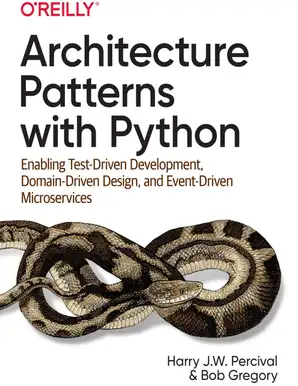 O'REILLY®
Architecture
Patterns
with Python
Enabling Test-Driven Development,
Domain-Driven Design, and Event-Driven
Microservices
Harry J.W. Percival
& Bob Gregory